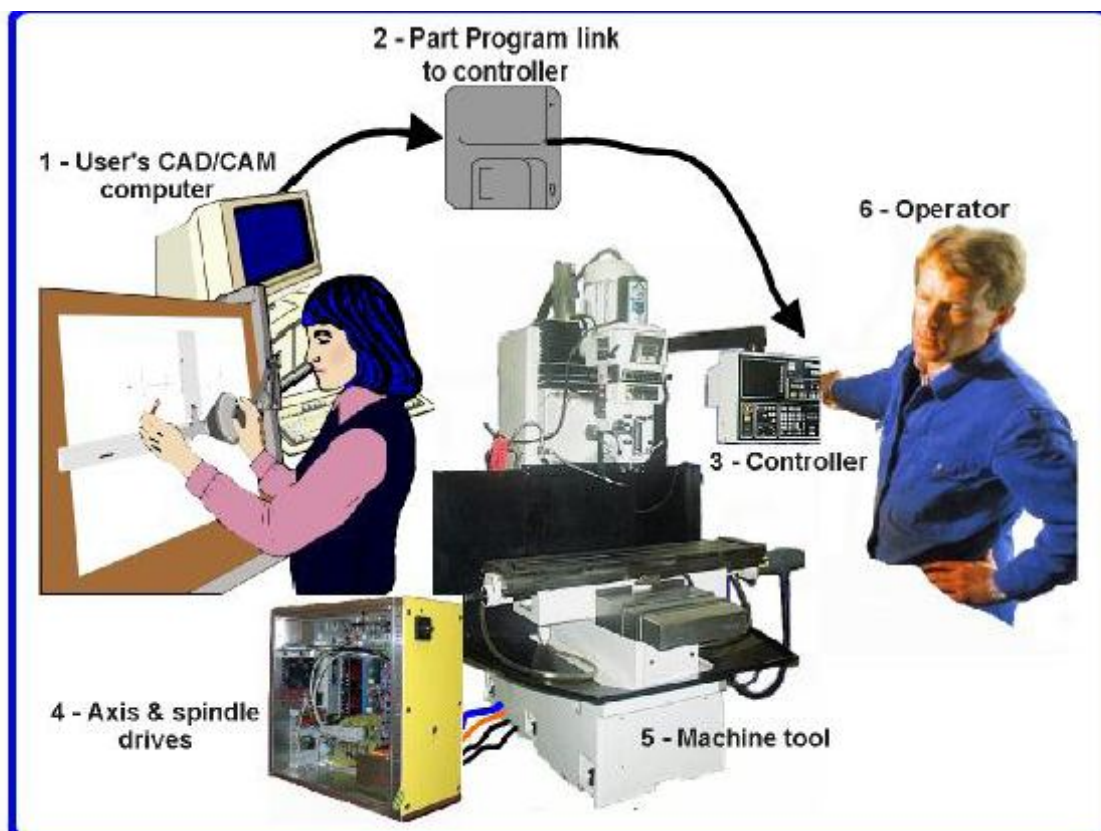 2 - Part Program link
to controller
1 - User's CAD/CAM
computer
6 - Operator
3 - Controller
4 - Axis & spindle
drives
5 - Machine tool